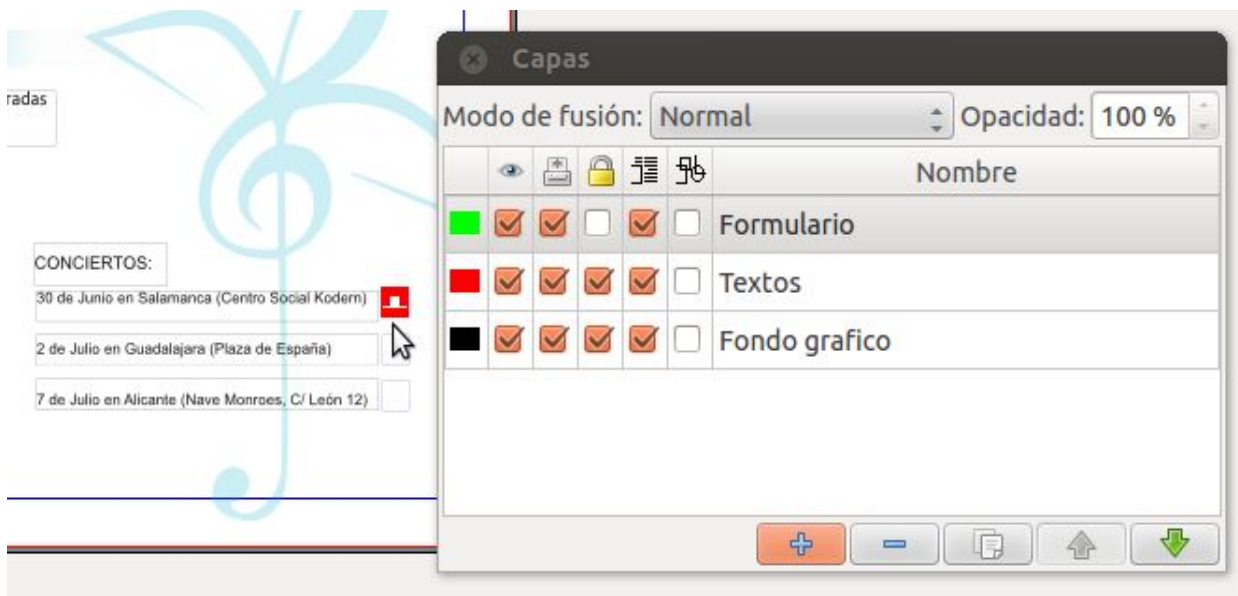 radas
CONCIERTOS:
30 de Junio en Salamanca (Centro Social Kodern)
2 de Julio en Guadalajara (Plaza de España)
7 de Julio en Alicante (Nave Monroes, C/ León 12)
Capas
Modo de fusión: Normal Opacidad: 100 %
Nombre
Formulario
Textos
Fondo grafico